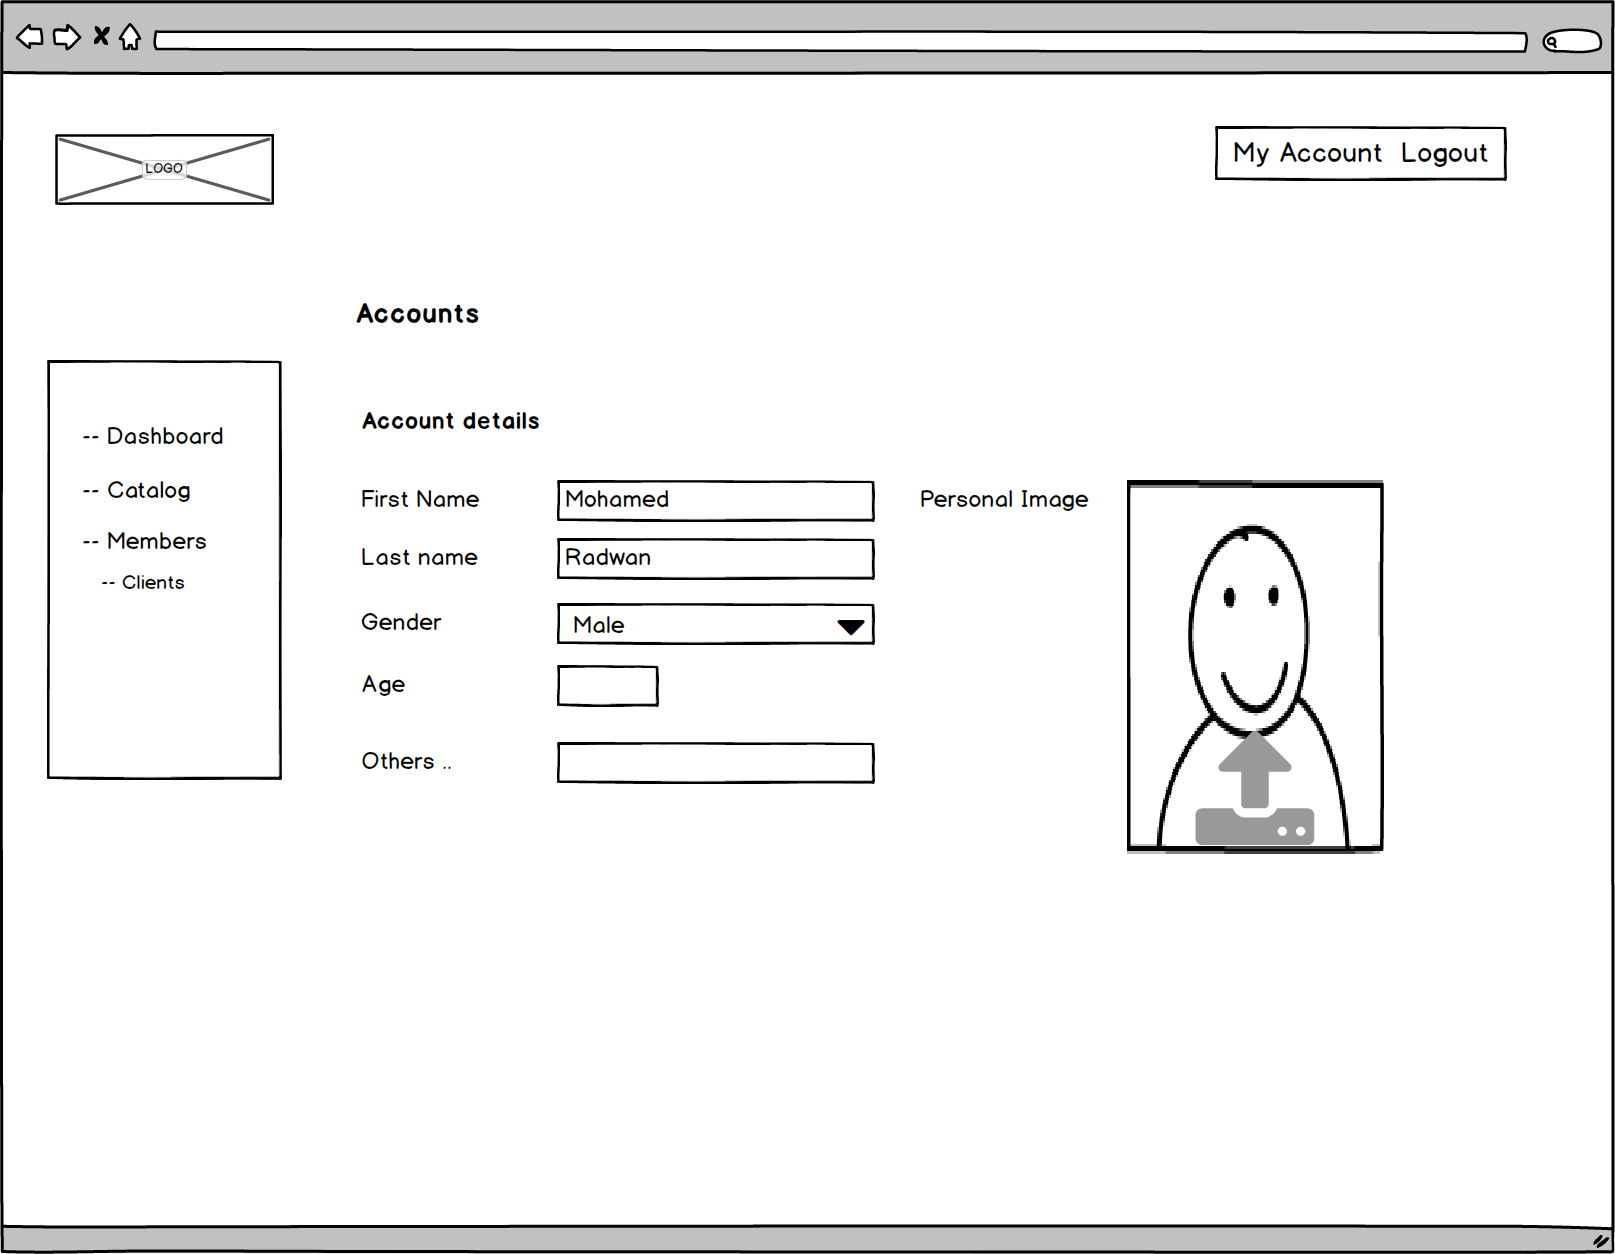 LOGO
My Account Logout
Accounts
-- Dashboard
-- Catalog
-- Members
-- Clients
Account details
First Name Mohamed
Last name Radwan
Gender Male
Age
Others ..
Personal Image